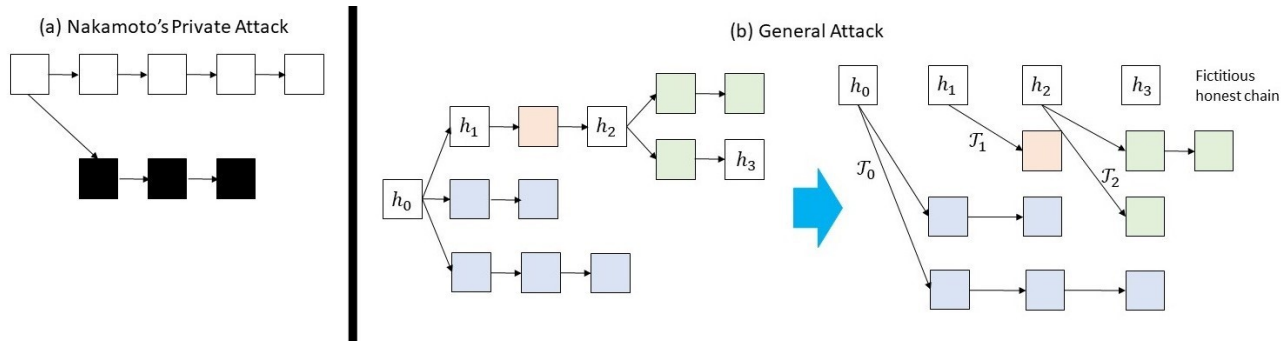 (a) Nakamoto's Private Attack
(b) General Attack
h₁
h₂
h₀
h₃
h₀
h₁
h₂
h₃
Fictitious
honest chain
𝒯₁
𝒯₀
𝒯₂